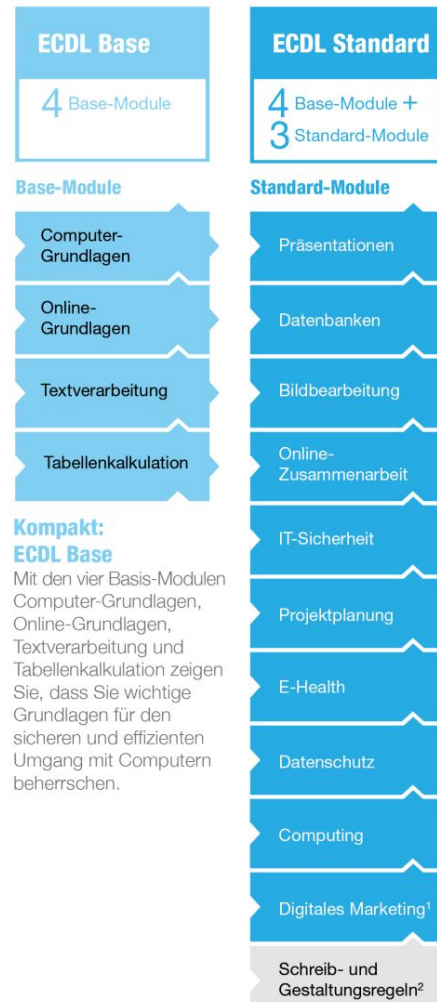 ECDL Base
4 Base-Module
Base-Module
Computer-
Grundlagen
Online-
Grundlagen
Textverarbeitung
Tabellenkalkulation
Kompakt:
ECDL Base
Mit den vier Basis-Modulen
Computer-Grundlagen,
Online-Grundlagen,
Textverarbeitung und
Tabellenkalkulation zeigen
Sie, dass Sie wichtige
Grundlagen für den
sicheren und effizienten
Umgang mit Computern
beherrschen.
ECDL Standard
4 Base-Module +
3 Standard-Module
Standard-Module
Präsentationen
Datenbanken
Bildbearbeitung
Online-
Zusammenarbeit
IT-Sicherheit
Projektplanung
E-Health
Datenschutz
Computing
Digitales Marketing¹
Schreib- und
Gestaltungsregeln²